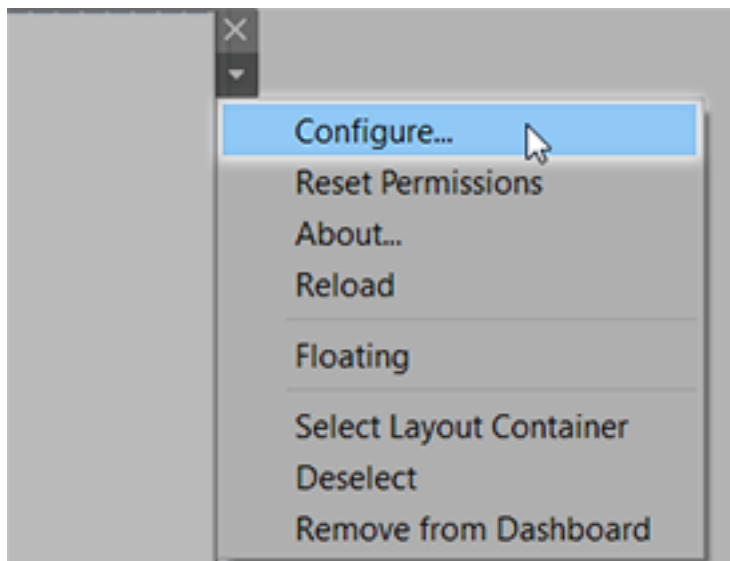 Configure...
Reset Permissions
About...
Reload
Floating
Select Layout Container
Deselect
Remove from Dashboard